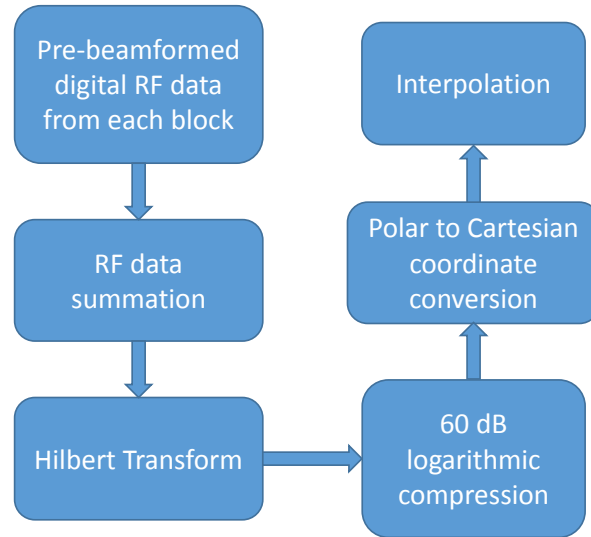 Pre-beamformed
digital RF data
from each block
RF data
summation
Hilbert Transform
60 dB
logarithmic
compression
Polar to Cartesian
coordinate
conversion
Interpolation